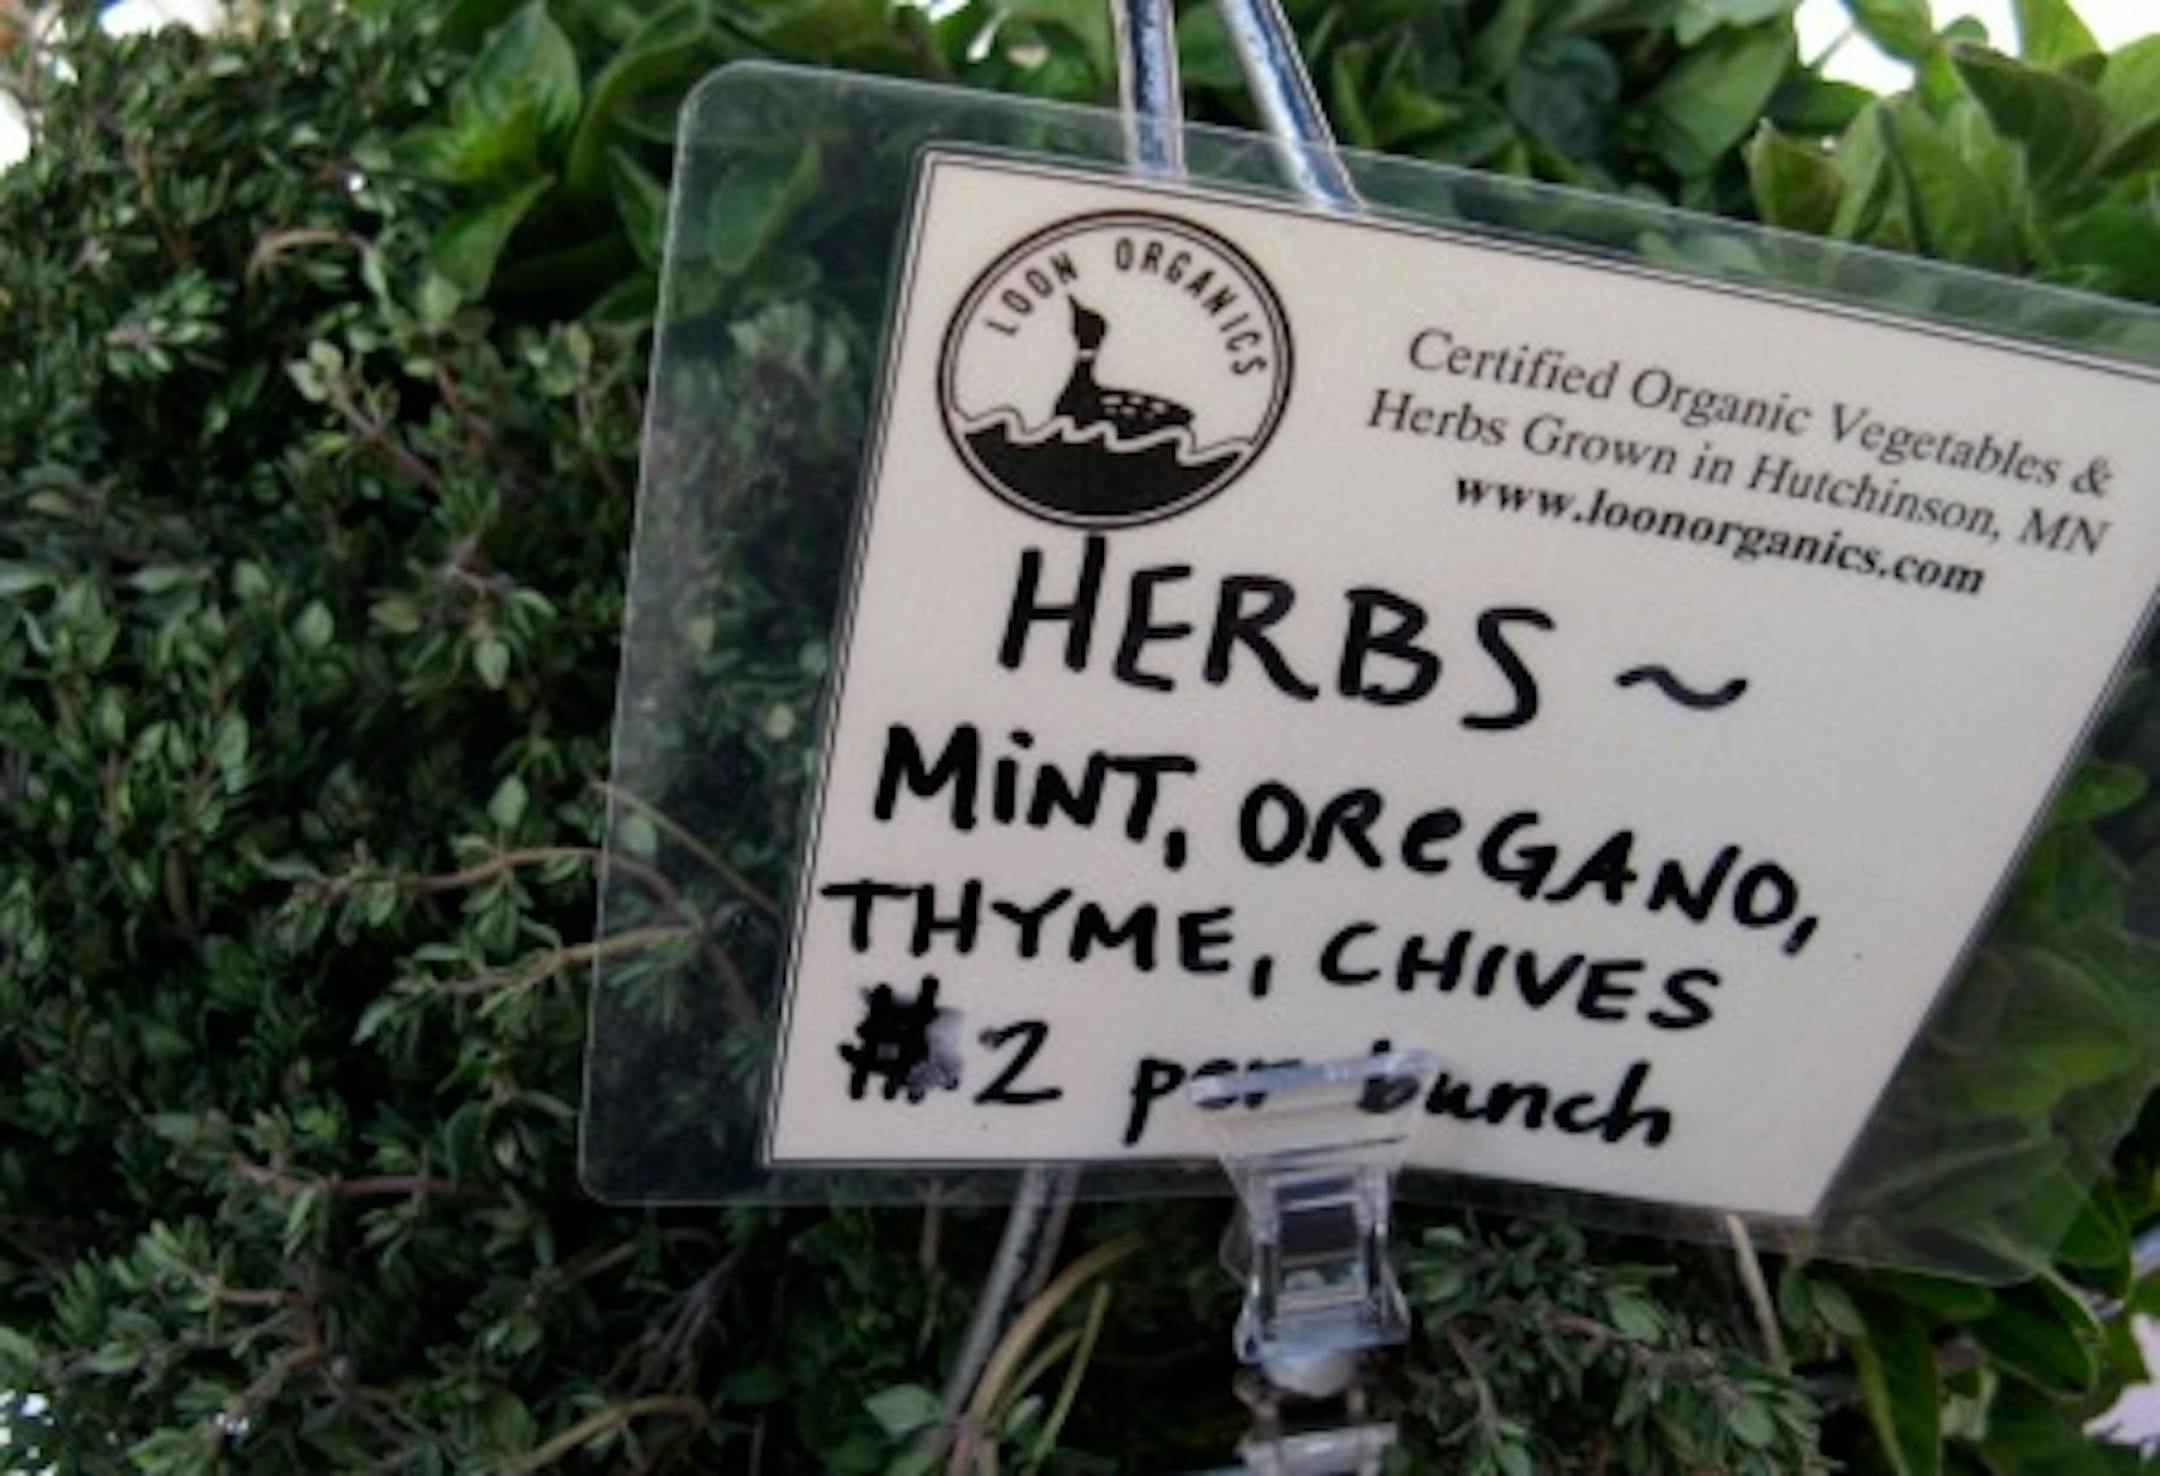 LOON ORGANICS
Certified Organic Vegetables &
Herbs Grown in Hutchinson, MN
www.loonorganics.com
HERBS ~
MiNT, OReGANO,
THYME, CHIVES
#2 per bunch